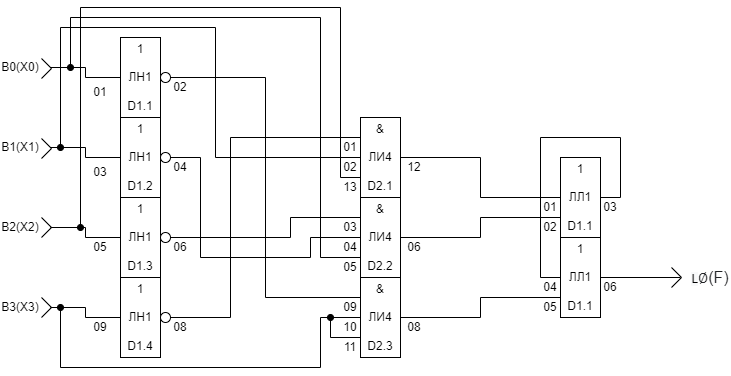 B0(X0)
1
ЛН1
D1.1
01
02
B1(X1)
1
ЛН1
D1.2
03
04
B2(X2)
1
ЛН1
D1.3
05
06
B3(X3)
1
ЛН1
D1.4
09
08
&
ЛИ4
D2.1
01
02
13
12
&
ЛИ4
D2.2
03
04
05
06
&
ЛИ4
D2.3
09
10
11
08
1
ЛЛ1
D1.1
01
02
03
1
ЛЛ1
D1.1
04
05
06
LØ(F)